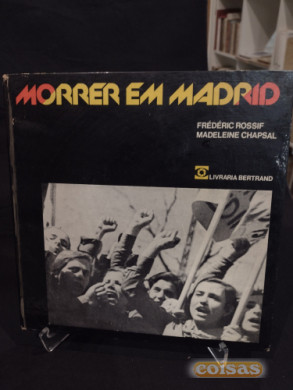 MORRER EM MADRID
FRÉDÉRIC ROSSIF
MADELEINE CHAPSAL
LIVRARIA BERTRAND
coisas